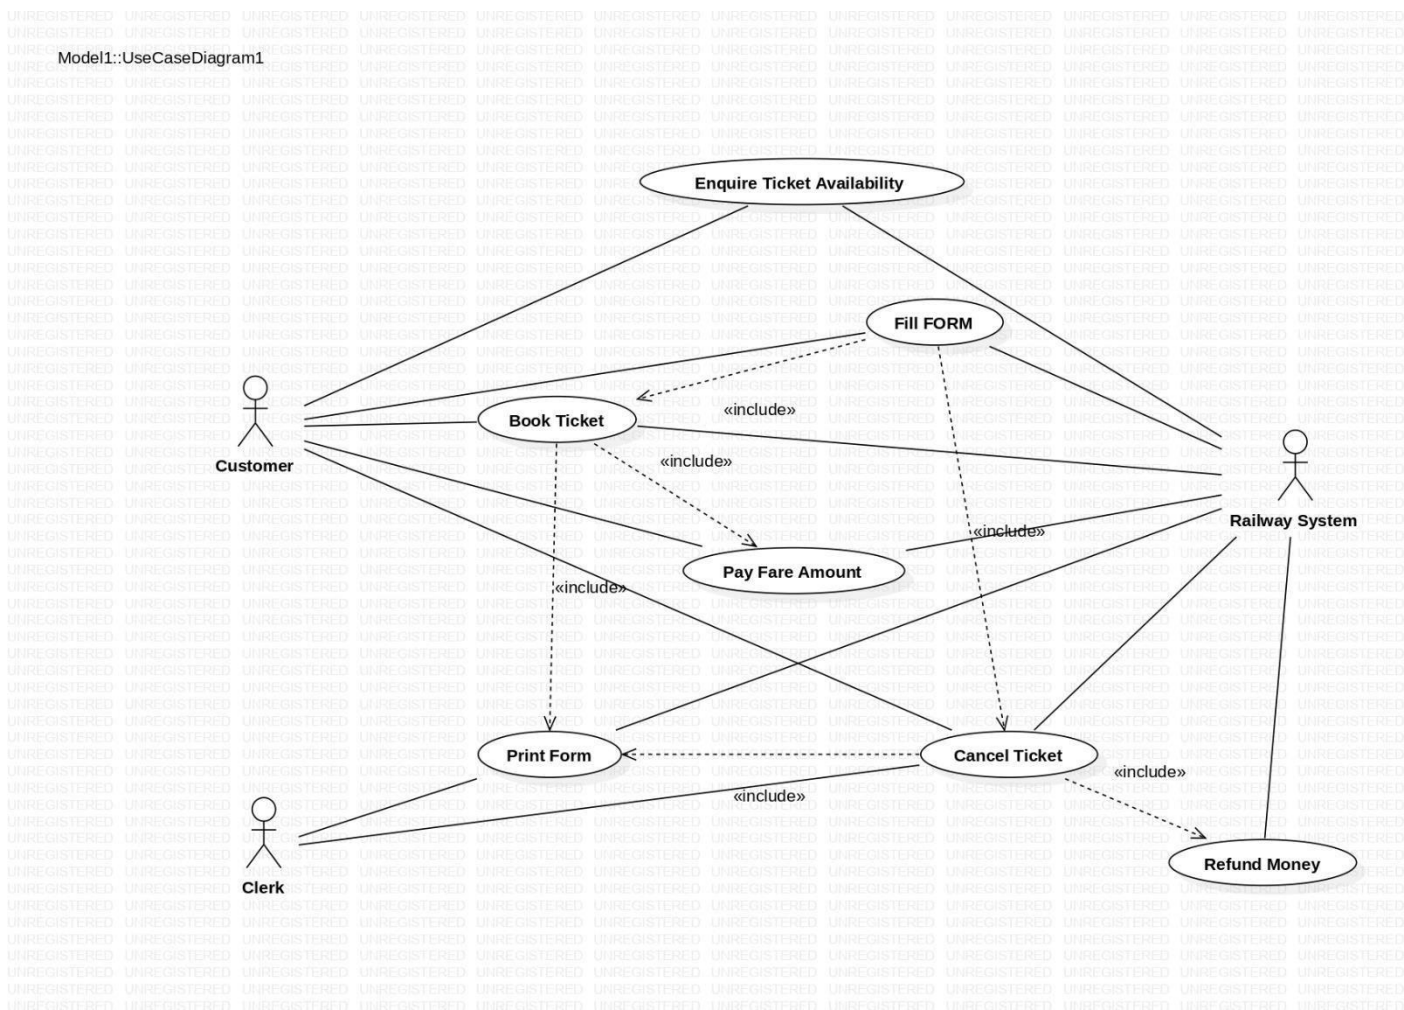 Model1::UseCaseDiagram1
Enquire Ticket Availability
Fill FORM
Book Ticket
«include»
Customer
«include»
Railway System
«include»
Pay Fare Amount
«include»
Print Form
Cancel Ticket
«include»
«include»
Refund Money
Clerk
UNREGISTERED